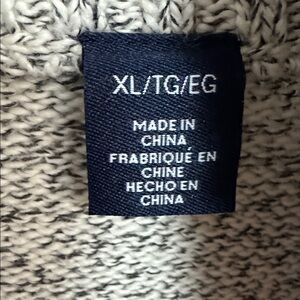 XL/TG/EG
MADE IN
CHINA
FRABRIQUÉ EN
CHINE
HECHO EN
CHINA